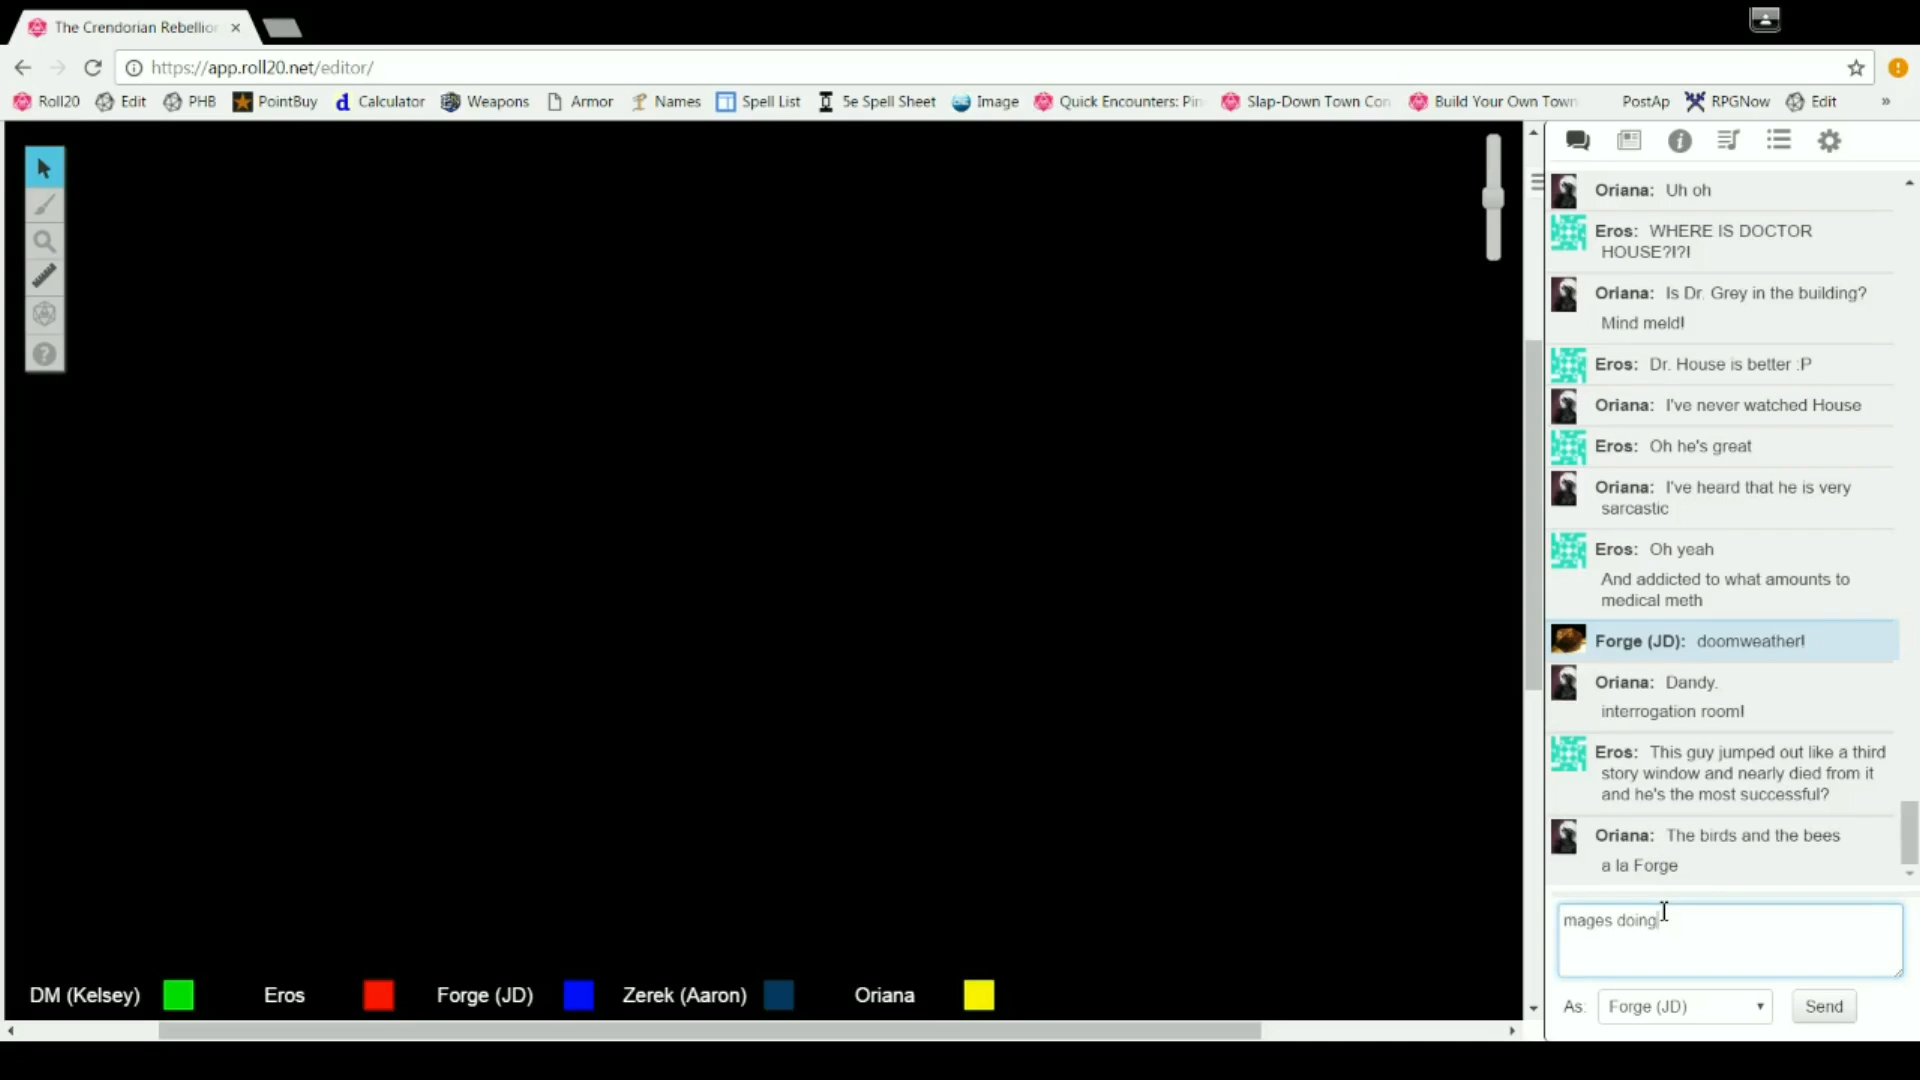 The Crendorian Rebellion
https://app.roll20.net/editor/
Roll20 Edit PHB PointBuy Calculator Weapons Armor Names Spell List 5e Spell Sheet Image Quick Encounters: Pin Slap-Down Town Con Build Your Own Town PostAp RPGNow Edit »
Oriana: Uh oh
Eros: WHERE IS DOCTOR
HOUSE?!?!
Oriana: Is Dr. Grey in the building?
Mind meld!
Eros: Dr. House is better :P
Oriana: I've never watched House
Eros: Oh he's great
Oriana: I've heard that he is very
sarcastic
Eros: Oh yeah
And addicted to what amounts to
medical meth
Forge (JD): doomweather!
Oriana: Dandy.
interrogation room!
Eros: This guy jumped out like a third
story window and nearly died from it
and he's the most successful?
Oriana: The birds and the bees
a la Forge
mages doing
As: Forge (JD) Send
DM (Kelsey) Eros Forge (JD) Zerek (Aaron) Oriana